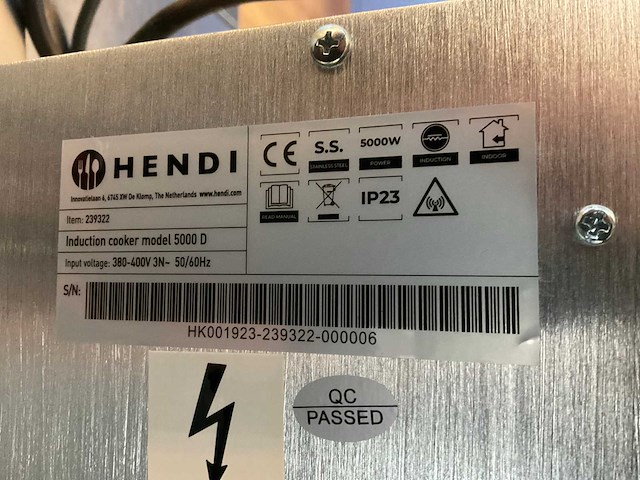 HENDI
Innovatielaan 6, 6745 XW De Klomp, The Netherlands www.hendi.com
Item: 239322
Induction cooker model 5000 D
Input voltage: 380-400V 3N~ 50/60Hz
CE
S.S.
STAINLESS STEEL
5000W
POWER
INDUCTION
INDOOR
READ MANUAL
IP23
S/N:
HK001923-239322-000006
QC
PASSED